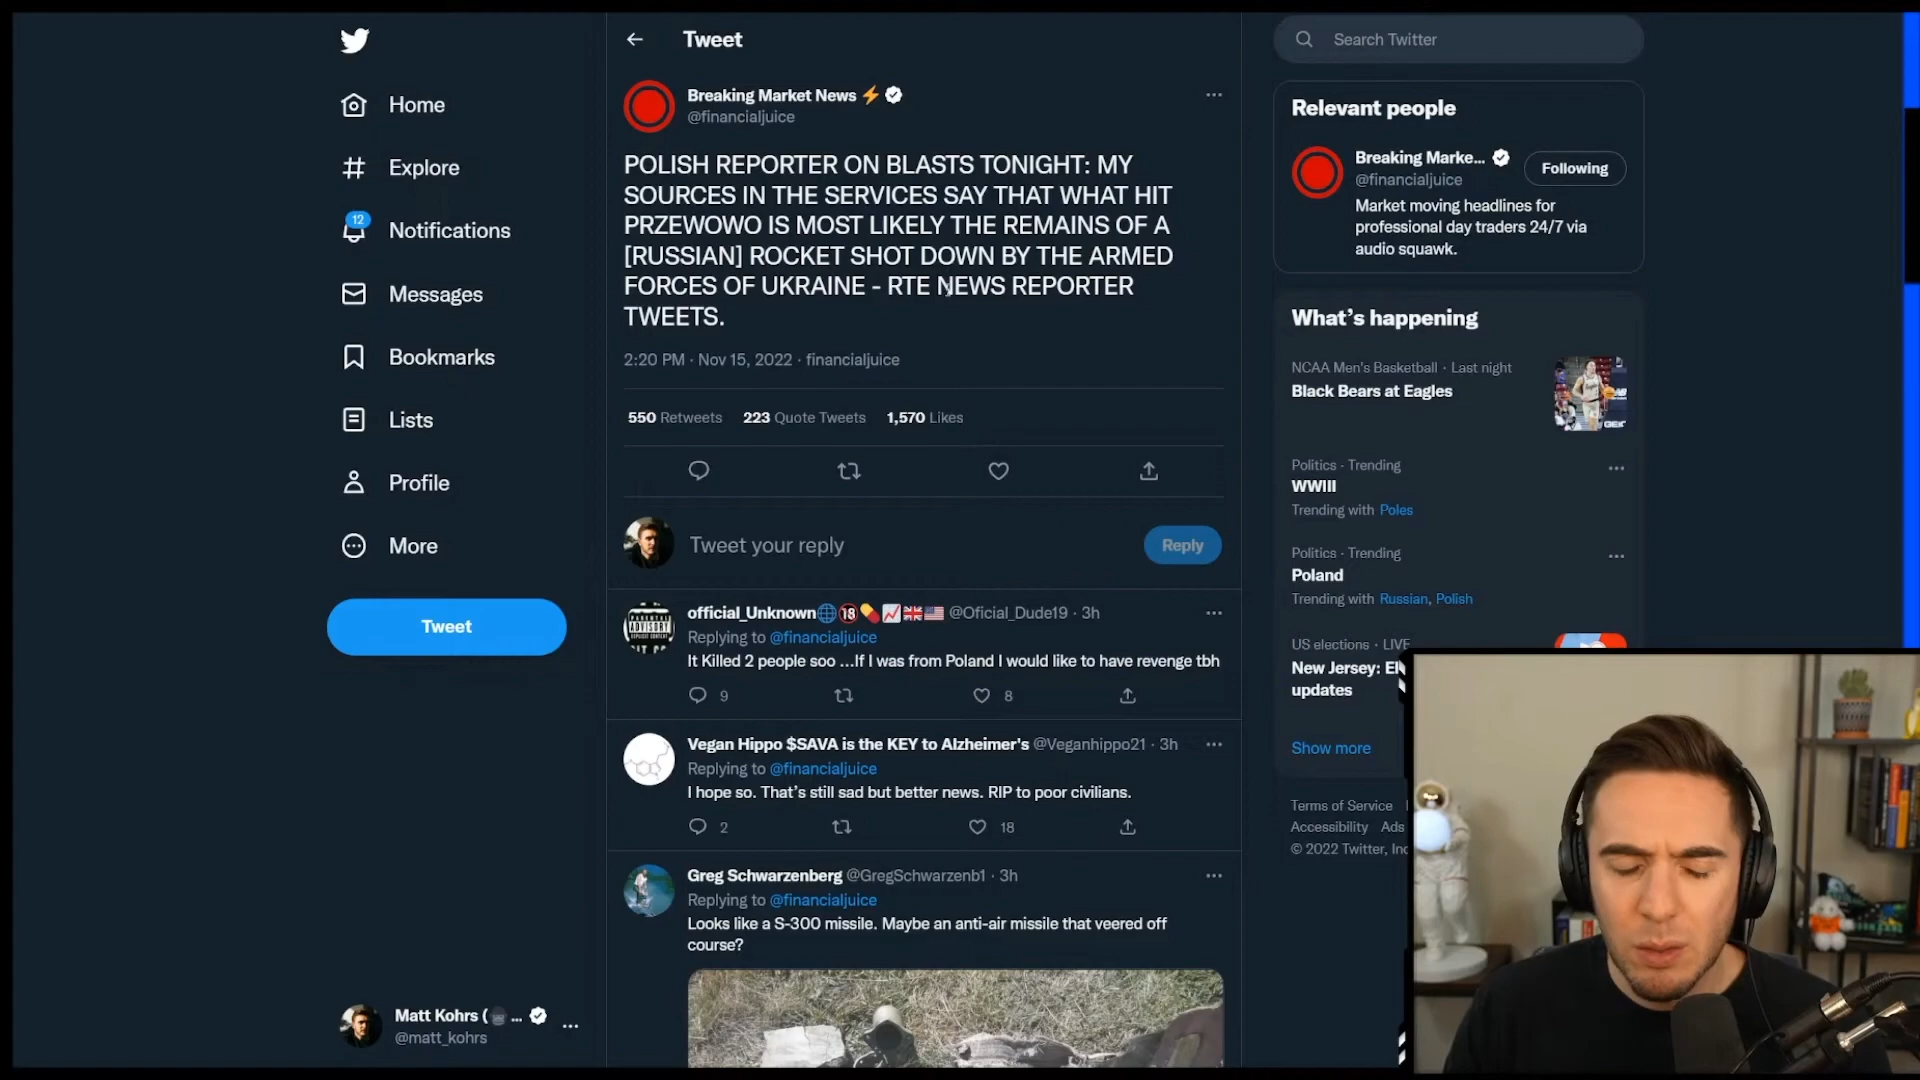 Home
Explore
12
Notifications
Messages
Bookmarks
Lists
Profile
More
Tweet
Matt Kohrs (
...
@matt_kohrs
Tweet
Breaking Market News
@financialjuice
POLISH REPORTER ON BLASTS TONIGHT: MY
SOURCES IN THE SERVICES SAY THAT WHAT HIT
PRZEWOWO IS MOST LIKELY THE REMAINS OF A
[RUSSIAN] ROCKET SHOT DOWN BY THE ARMED
FORCES OF UKRAINE - RTE NEWS REPORTER
TWEETS.
2:20 PM · Nov 15, 2022 · financialjuice
550 Retweets 223 Quote Tweets 1,570 Likes
Tweet your reply
Reply
PARENTAL
ADVISORY
official_Unknown🌐🔞💊📈🇬🇧🇺🇸 @Oficial_Dude19 · 3h
Replying to @financialjuice
It Killed 2 people soo ...If I was from Poland I would like to have revenge tbh
9 8
Vegan Hippo $SAVA is the KEY to Alzheimer's @Veganhippo21 · 3h
Replying to @financialjuice
I hope so. That's still sad but better news. RIP to poor civilians.
2 18
Greg Schwarzenberg @GregSchwarzenb1 · 3h
Replying to @financialjuice
Looks like a S-300 missile. Maybe an anti-air missile that veered off
course?
Search Twitter
Relevant people
Breaking Marke...
Following
@financialjuice
Market moving headlines for
professional day traders 24/7 via
audio squawk.
What's happening
NCAA Men's Basketball · Last night
Black Bears at Eagles
Politics · Trending
WWIII
Trending with Poles
Politics · Trending
Poland
Trending with Russian, Polish
US elections · LIVE
New Jersey: El
updates
Show more
Terms of Service
Accessibility Ads
© 2022 Twitter, Inc